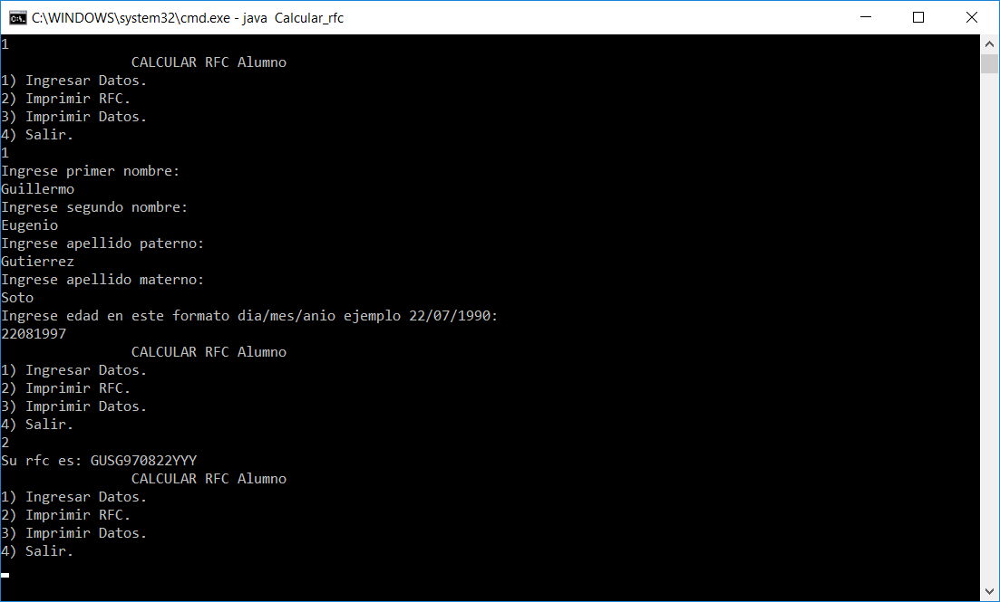 C:\WINDOWS\system32\cmd.exe - java  Calcular_rfc
1
CALCULAR RFC Alumno
1) Ingresar Datos.
2) Imprimir RFC.
3) Imprimir Datos.
4) Salir.
1
Ingrese primer nombre:
Guillermo
Ingrese segundo nombre:
Eugenio
Ingrese apellido paterno:
Gutierrez
Ingrese apellido materno:
Soto
Ingrese edad en este formato dia/mes/anio ejemplo 22/07/1990:
22081997
CALCULAR RFC Alumno
1) Ingresar Datos.
2) Imprimir RFC.
3) Imprimir Datos.
4) Salir.
2
Su rfc es: GUSG970822YYY
CALCULAR RFC Alumno
1) Ingresar Datos.
2) Imprimir RFC.
3) Imprimir Datos.
4) Salir.